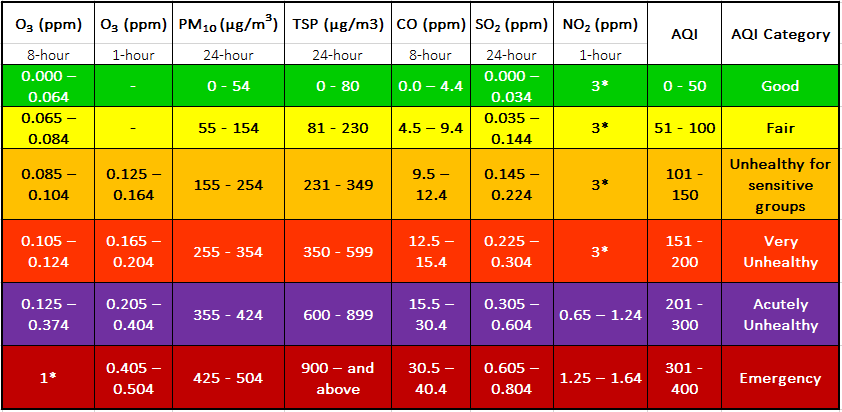 O₃ (ppm) O₃ (ppm) PM₁₀ (µg/m³) TSP (µg/m3) CO (ppm) SO₂ (ppm) NO₂ (ppm) AQI AQI Category
8-hour 1-hour 24-hour 24-hour 8-hour 24-hour 1-hour
0.000 – 0.064 - 0 - 54 0 - 80 0.0 – 4.4 0.000 – 0.034 3* 0 - 50 Good
0.065 – 0.084 - 55 - 154 81 - 230 4.5 – 9.4 0.035 – 0.144 3* 51 - 100 Fair
0.085 – 0.104 0.125 – 0.164 155 - 254 231 - 349 9.5 – 12.4 0.145 – 0.224 3* 101 - 150 Unhealthy for sensitive groups
0.105 – 0.124 0.165 – 0.204 255 - 354 350 - 599 12.5 – 15.4 0.225 – 0.304 3* 151 - 200 Very Unhealthy
0.125 – 0.374 0.205 – 0.404 355 - 424 600 - 899 15.5 – 30.4 0.305 – 0.604 0.65 – 1.24 201 - 300 Acutely Unhealthy
1* 0.405 – 0.504 425 - 504 900 – and above 30.5 – 40.4 0.605 – 0.804 1.25 – 1.64 301 - 400 Emergency